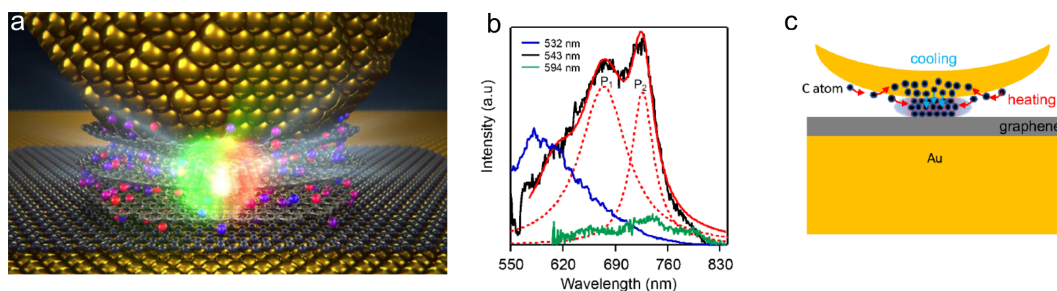 a
b
532 nm
543 nm
594 nm
P1
P2
Intensity (a.u)
550 620 690 760 830
Wavelength (nm)
c
cooling
C atom
heating
graphene
Au